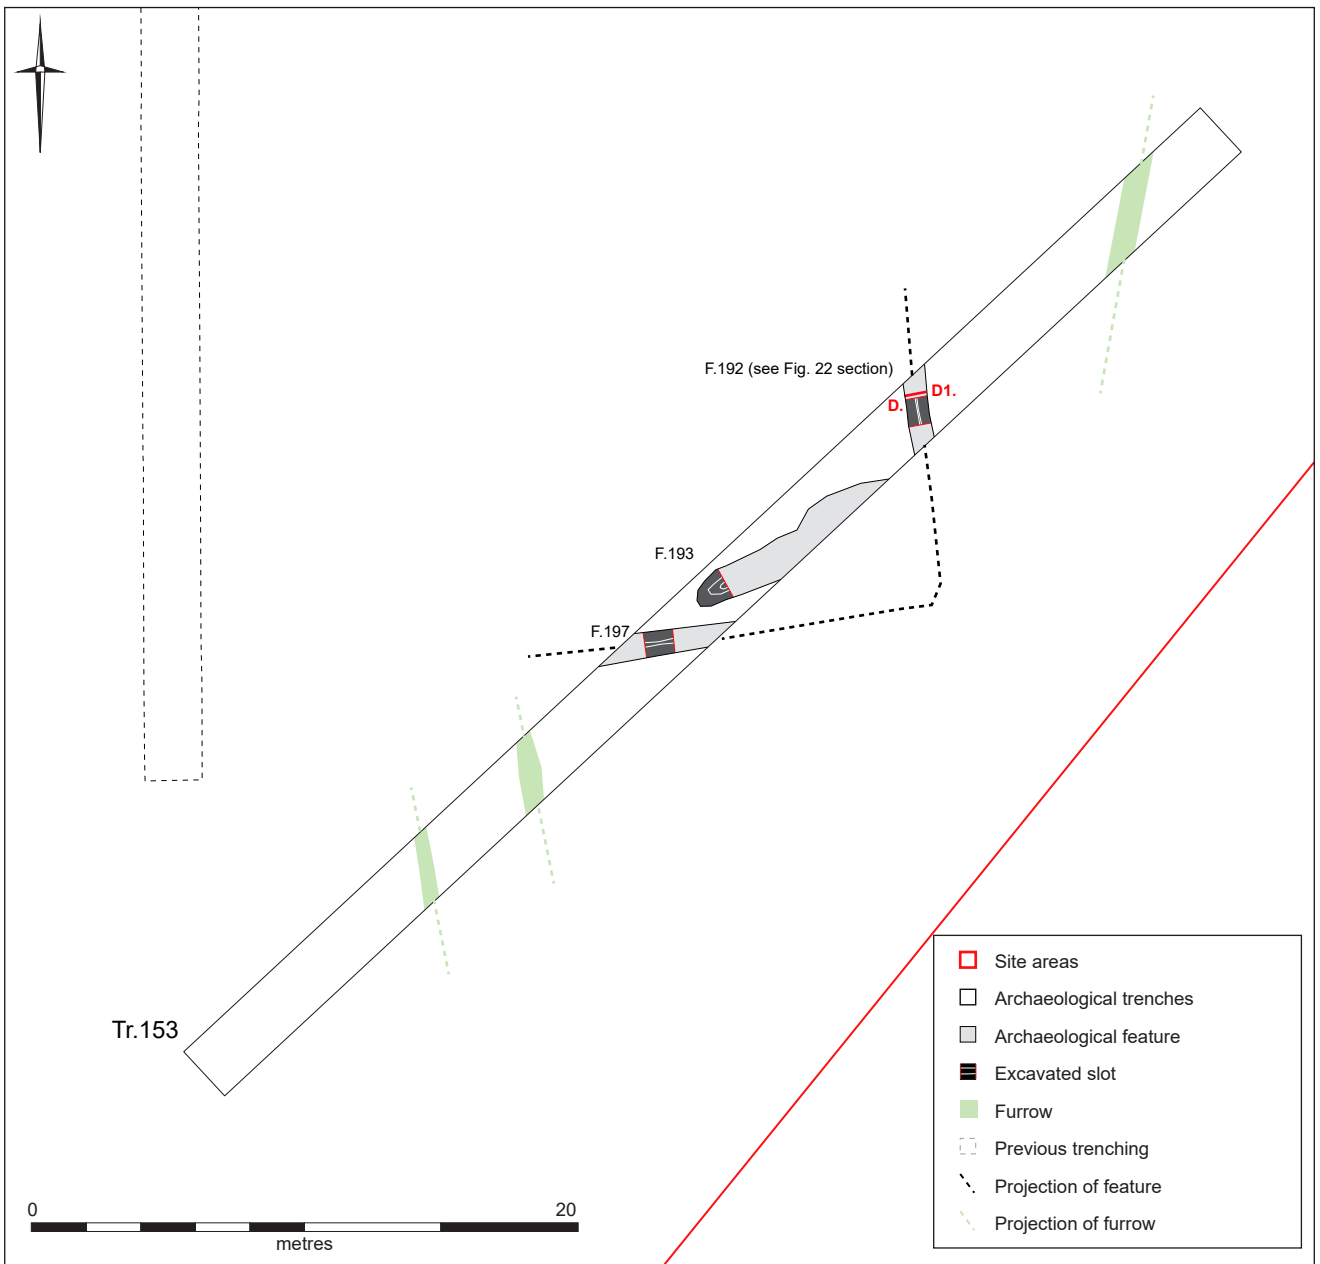 F.192 (see Fig. 22 section)
D1.
D.
F.193
F.197
Tr.153
Site areas
Archaeological trenches
Archaeological feature
Excavated slot
Furrow
Previous trenching
Projection of feature
Projection of furrow
0 20
metres